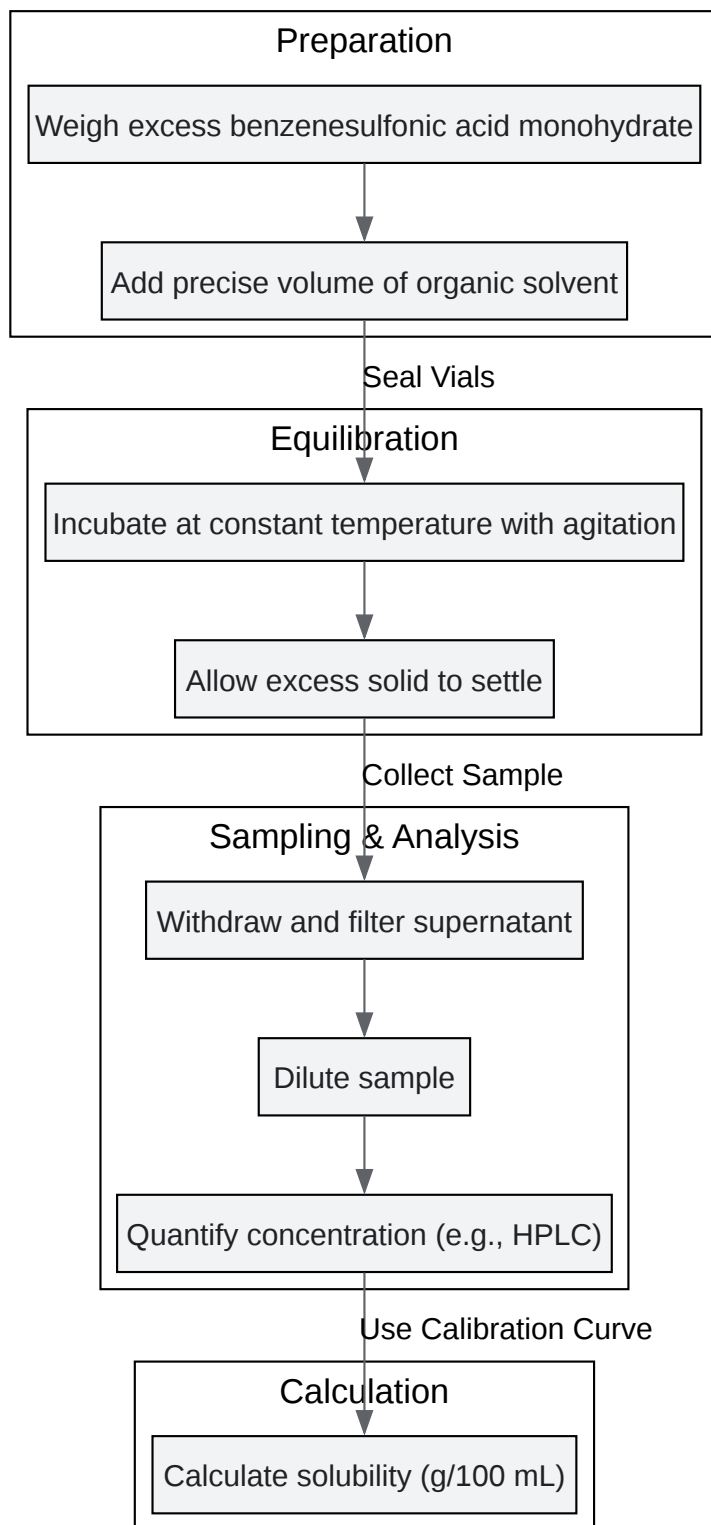 Preparation
Weigh excess benzenesulfonic acid monohydrate
Add precise volume of organic solvent
Seal Vials
Equilibration
Incubate at constant temperature with agitation
Allow excess solid to settle
Collect Sample
Sampling & Analysis
Withdraw and filter supernatant
Dilute sample
Quantify concentration (e.g., HPLC)
Use Calibration Curve
Calculation
Calculate solubility (g/100 mL)